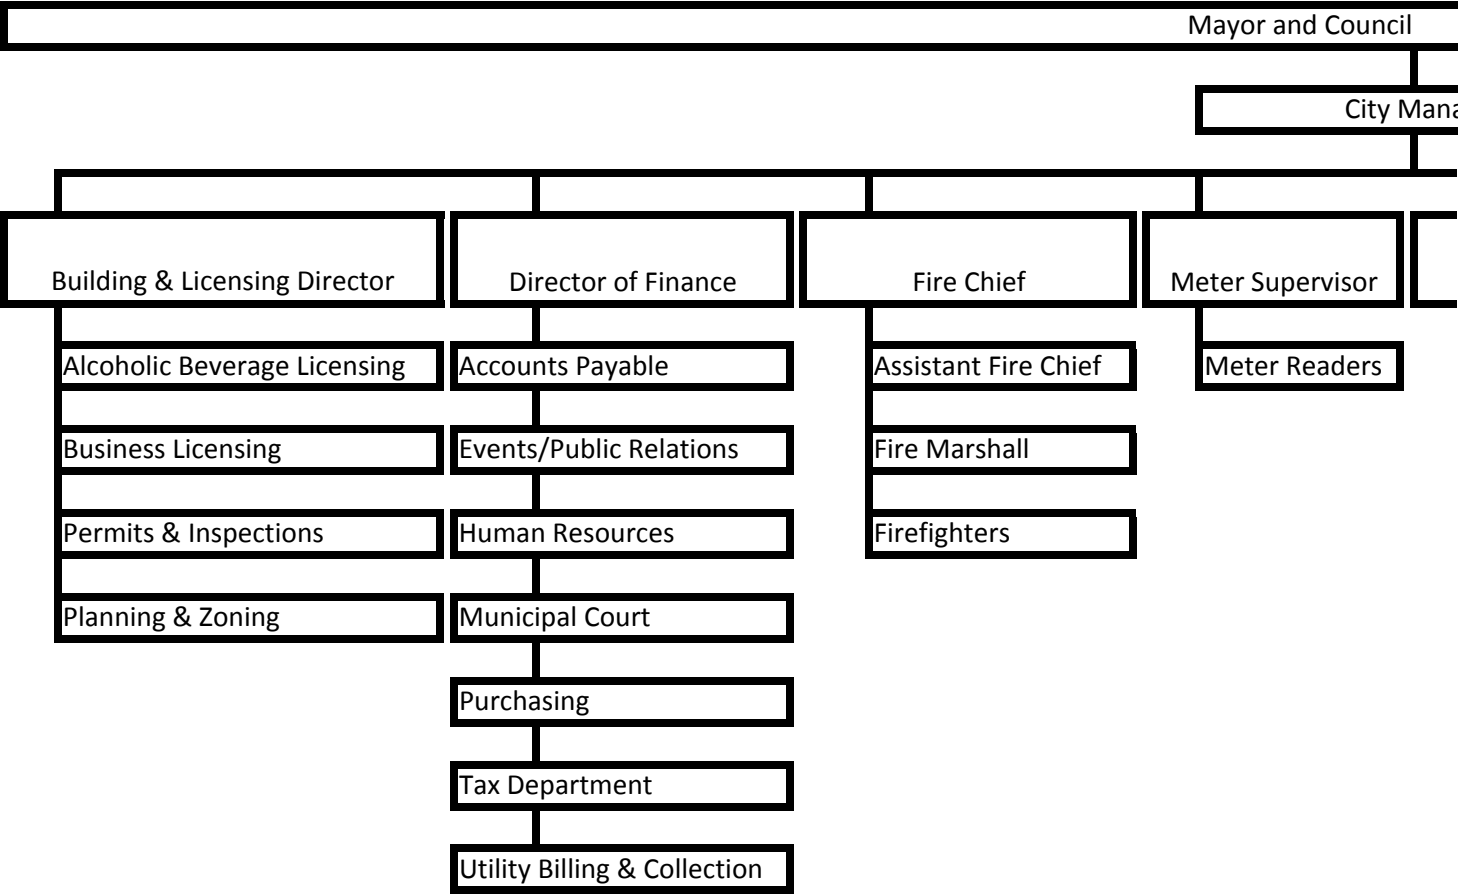 Mayor and Council
City Mana
Building & Licensing Director
Director of Finance
Fire Chief
Meter Supervisor
Alcoholic Beverage Licensing
Accounts Payable
Assistant Fire Chief
Meter Readers
Business Licensing
Events/Public Relations
Fire Marshall
Permits & Inspections
Human Resources
Firefighters
Planning & Zoning
Municipal Court
Purchasing
Tax Department
Utility Billing & Collection